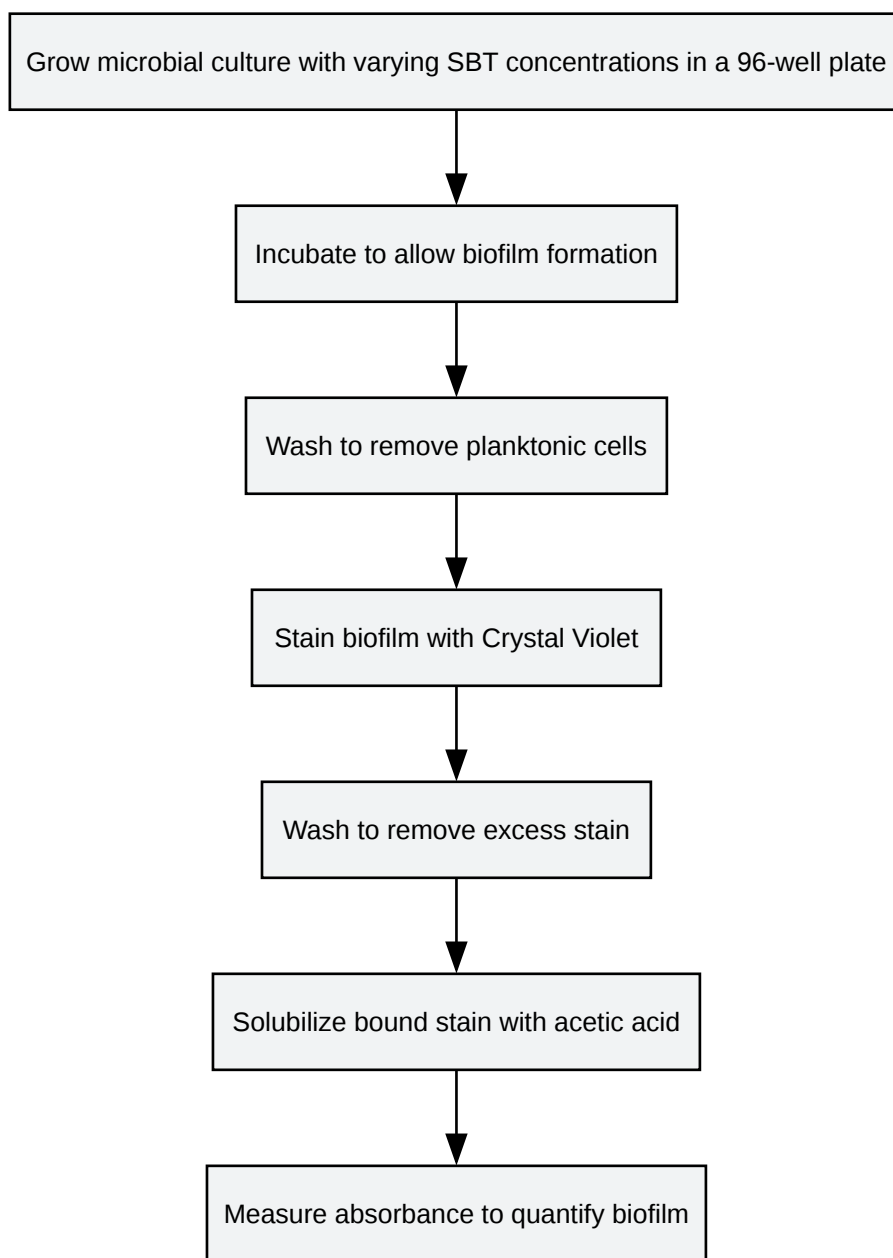 Grow microbial culture with varying SBT concentrations in a 96-well plate
Incubate to allow biofilm formation
Wash to remove planktonic cells
Stain biofilm with Crystal Violet
Wash to remove excess stain
Solubilize bound stain with acetic acid
Measure absorbance to quantify biofilm